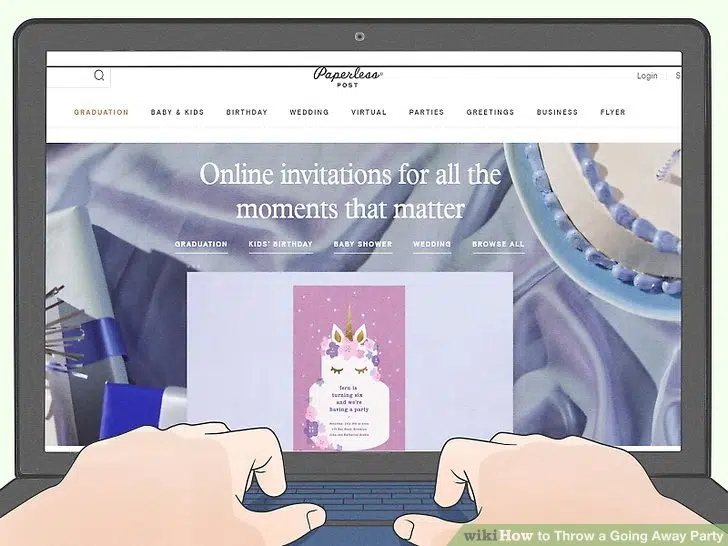 Paperless
POST
Login S
GRADUATION BABY & KIDS BIRTHDAY WEDDING VIRTUAL PARTIES GREETINGS BUSINESS FLYER
Online invitations for all the
moments that matter
GRADUATION KIDS' BIRTHDAY BABY SHOWER WEDDING BROWSE ALL
fern is
turning six
and we're
having a party
wikiHow to Throw a Going Away Party